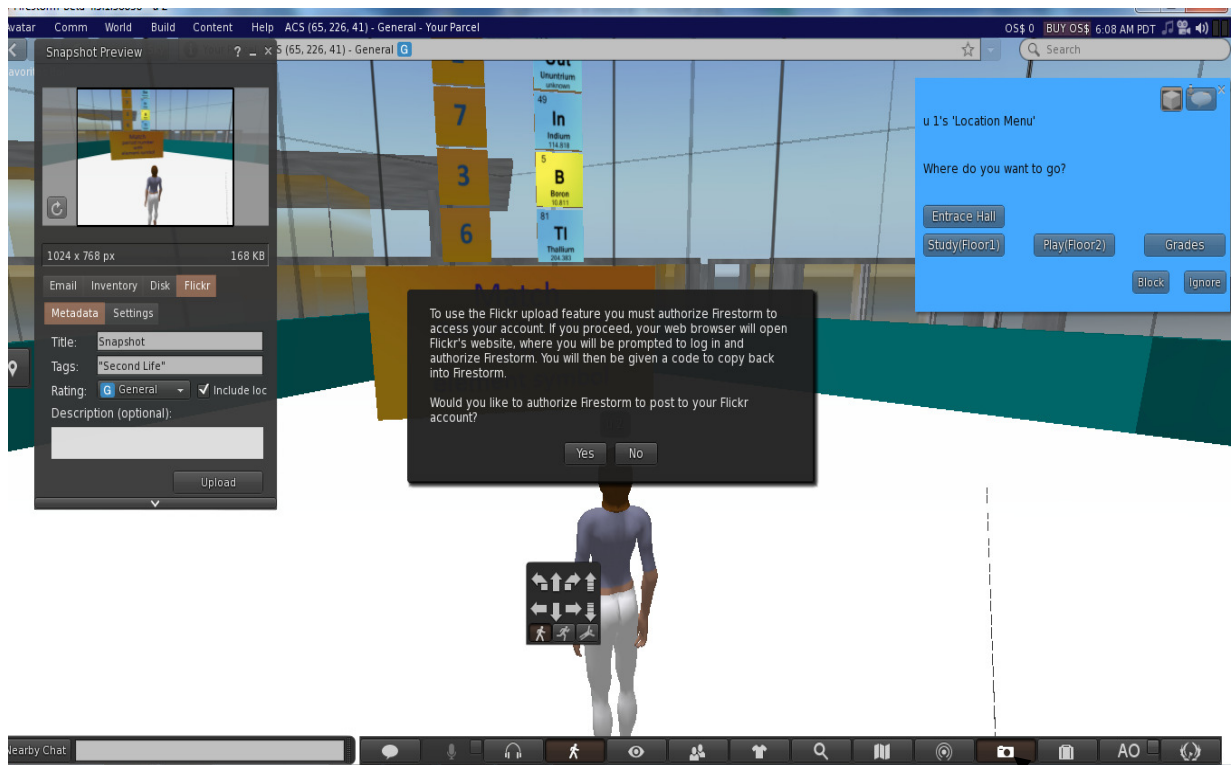 Avatar Comm World Build Content Help ACS (65, 226, 41) - General - Your Parcel
OS$ 0 BUY OS$ 6:08 AM PDT
S (65, 226, 41) - General G
Search
Snapshot Preview ? _ ×
1024 x 768 px 168 KB
Email Inventory Disk Flickr
Metadata Settings
Title: Snapshot
Tags: "Second Life"
Rating: G General Include loc
Description (optional):
Upload
Ununtrium
unknown
7
49
In
Indium
114.818
3
5
B
Boron
10.811
6
81
Tl
Thallium
204.383
Match
u 1's 'Location Menu'
Where do you want to go?
Entrace Hall
Study(Floor1) Play(Floor2) Grades
Block Ignore
To use the Flickr upload feature you must authorize Firestorm to
access your account. If you proceed, your web browser will open
Flickr's website, where you will be prompted to log in and
authorize Firestorm. You will then be given a code to copy back
into Firestorm.
Would you like to authorize Firestorm to post to your Flickr
account?
Yes No
Nearby Chat
AO